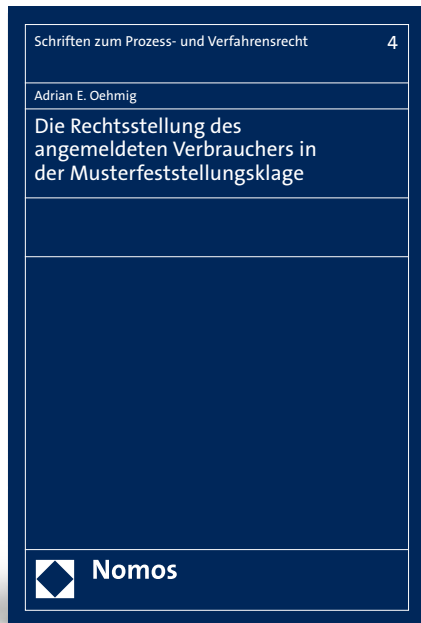 Schriften zum Prozess- und Verfahrensrecht 4
Adrian E. Oehmig
Die Rechtsstellung des
angemeldeten Verbrauchers in
der Musterfeststellungsklage
Nomos